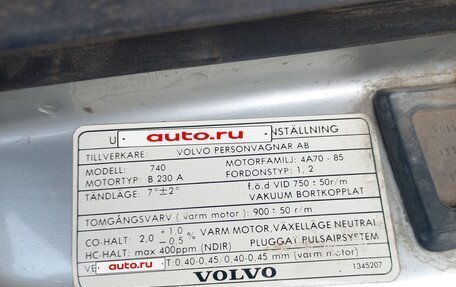 U auto.ru NSTÄLLNING
TILLVERKARE: VOLVO PERSONVAGNAR AB
MODELL: 740 MOTORFAMILJ: 4A70 - 85
MOTORTYP: B 230 A FORDONSTYP: 1, 2
TÄNDLÄGE: 7°±2° f.ö.d VID 750 ± 50r/m
VAKUUM BORTKOPPLAT
TOMGÅNGSVARV ( varm motor ): 900 ± 50 r/m
CO-HALT: 2,0 +1,0 -0,5 % VARM MOTOR, VÄXELLÄGE NEUTRAL,
HC-HALT: max 400ppm (NDIR) PLUGGAT PULSAIRSYSTEM
VE auto.ru T:0,40-0,45/0,40-0,45 mm (varm motor)
VOLVO 1345207